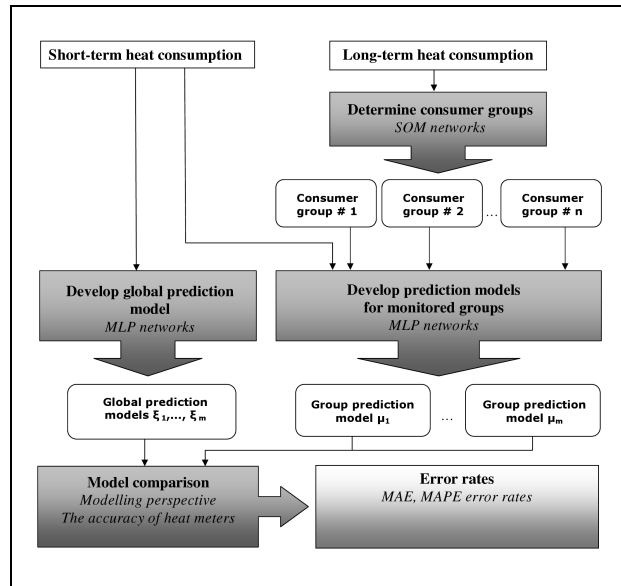 Short-term heat consumption
Long-term heat consumption
Determine consumer groups
SOM networks
Consumer
group # 1
Consumer
group # 2
...
Consumer
group # n
Develop global prediction
model
MLP networks
Develop prediction models
for monitored groups
MLP networks
Global prediction
models ξ1,..., ξm
Group prediction
model μ1
...
Group prediction
model μm
Model comparison
Modelling perspective
The accuracy of heat meters
Error rates
MAE, MAPE error rates